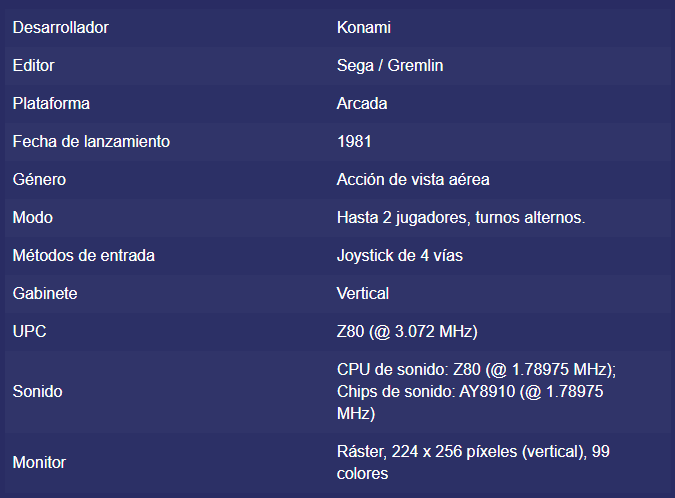 Desarrollador Konami
Editor Sega / Gremlin
Plataforma Arcada
Fecha de lanzamiento 1981
Género Acción de vista aérea
Modo Hasta 2 jugadores, turnos alternos.
Métodos de entrada Joystick de 4 vías
Gabinete Vertical
UPC Z80 (@ 3.072 MHz)
Sonido CPU de sonido: Z80 (@ 1.78975 MHz);
Chips de sonido: AY8910 (@ 1.78975
MHz)
Monitor Ráster, 224 x 256 píxeles (vertical), 99
colores